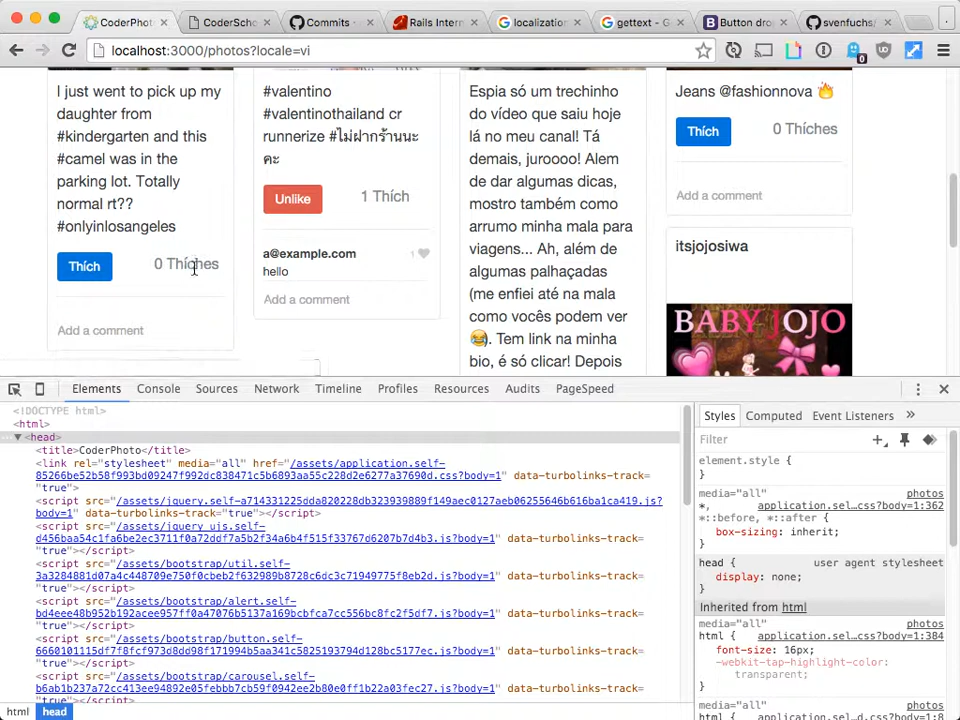 CoderPhoto
CoderScho
Commits ·
Rails Intern
localization
gettext - G
Button dro
svenfuchs/
localhost:3000/photos?locale=vi
I just went to pick up my
daughter from
#kindergarten and this
#camel was in the
parking lot. Totally
normal rt??
#onlyinlosangeles
Thích
0 Thíches
Add a comment
#valentino
#valentinothailand cr
runnerize #ไม่ฝากร้านนะ
คะ
Unlike
1 Thích
a@example.com
1
hello
Add a comment
Espia só um trechinho
do vídeo que saiu hoje
lá no meu canal! Tá
demais, juroooo! Alem
de dar algumas dicas,
mostro também como
arrumo minha mala para
viagens... Ah, além de
algumas palhaçadas
(me enfiei até na mala
como vocês podem ver
😂). Tem link na minha
bio, é só clicar! Depois
Jeans @fashionnova 🔥
Thích
0 Thíches
Add a comment
itsjojosiwa
BABY JOJO
Elements Console Sources Network Timeline Profiles Resources Audits PageSpeed
<!DOCTYPE html>
<html>
▼<head>
<title>CoderPhoto</title>
<link rel="stylesheet" media="all" href="/assets/application.self-
85266be52b58f993bd09247f992dc838471c5b6893aa55c228d2e6277a37690d.css?body=1" data-turbolinks-track=
"true">
<script src="/assets/jquery.self-a714331225dda820228db323939889f149aec0127aeb06255646b616ba1ca419.js?
body=1" data-turbolinks-track="true"></script>
<script src="/assets/jquery_ujs.self-
d456baa54c1fa6be2ec3711f0a72ddf7a5b2f34a6b4f515f33767d6207b7d4b3.js?body=1" data-turbolinks-track=
"true"></script>
<script src="/assets/bootstrap/util.self-
3a3284881d07a4c448709e750f0cbeb2f632989b8728c6dc3c71949775f8eb2d.js?body=1" data-turbolinks-track=
"true"></script>
<script src="/assets/bootstrap/alert.self-
bd4eee48b952b192acee957ff0a47076b5137a169bcbfca7cc556bc8fc2f5df7.js?body=1" data-turbolinks-track=
"true"></script>
<script src="/assets/bootstrap/button.self-
6660101115df7f8fcf973d8dd98f171994b5aa341c5825193794d128bc5177ec.js?body=1" data-turbolinks-track=
"true"></script>
<script src="/assets/bootstrap/carousel.self-
b6ab1b237a72cc413ee94892e05febbb7cb59f0942ee2b80e0ff1b22a03fec27.js?body=1" data-turbolinks-track=
"true"></script>
html head
Styles Computed Event Listeners »
Filter
element.style {
}
media="all" photos
*, application.sel…css?body=1:362
*::before, *::after {
box-sizing: inherit;
}
head { user agent stylesheet
display: none;
}
Inherited from html
media="all" photos
html { application.sel…css?body=1:384
font-size: 16px;
-webkit-tap-highlight-color:
transparent;
}
media="all" photos
html { application.sel…d.css?body=1:8